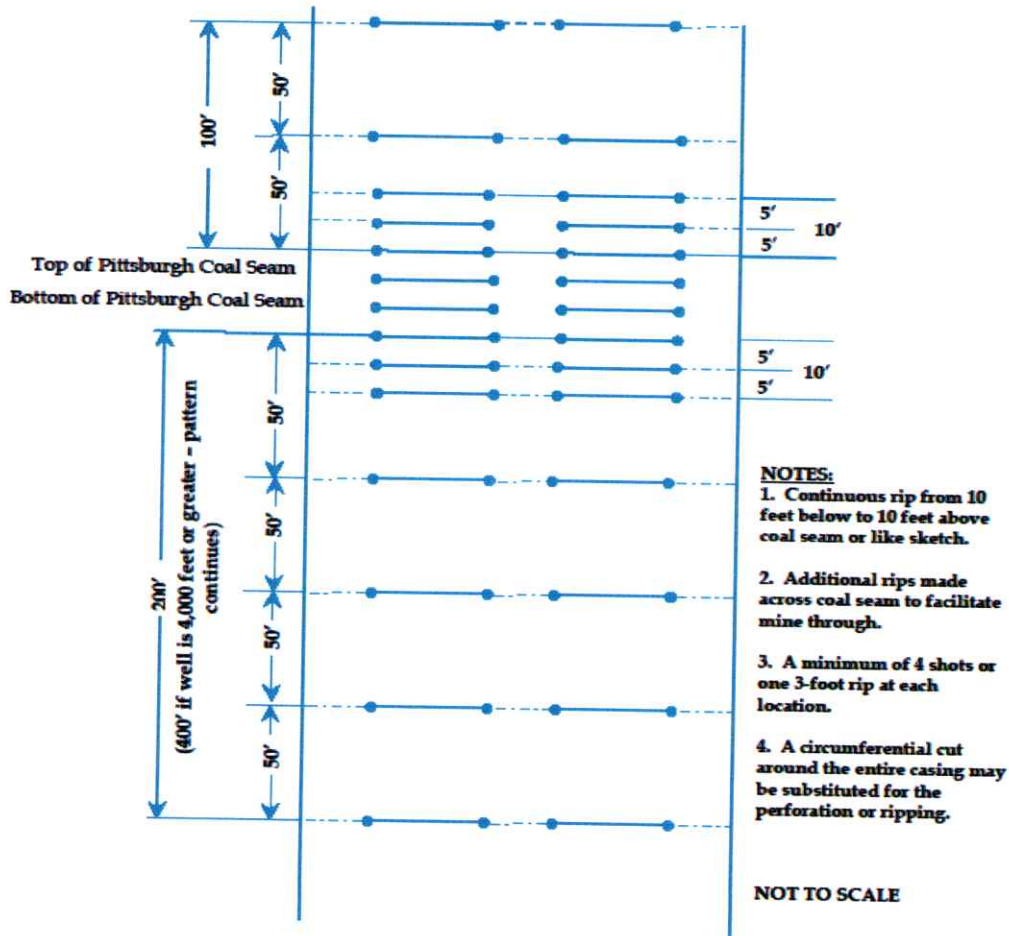 100'
50'
50'
5'
10'
5'
Top of Pittsburgh Coal Seam
Bottom of Pittsburgh Coal Seam
5'
10'
5'
200'
(400' if well is 4,000 feet or greater – pattern
continues)
50'
50'
50'
50'
NOTES:
1. Continuous rip from 10
feet below to 10 feet above
coal seam or like sketch.
2. Additional rips made
across coal seam to facilitate
mine through.
3. A minimum of 4 shots or
one 3-foot rip at each
location.
4. A circumferential cut
around the entire casing may
be substituted for the
perforation or ripping.
NOT TO SCALE